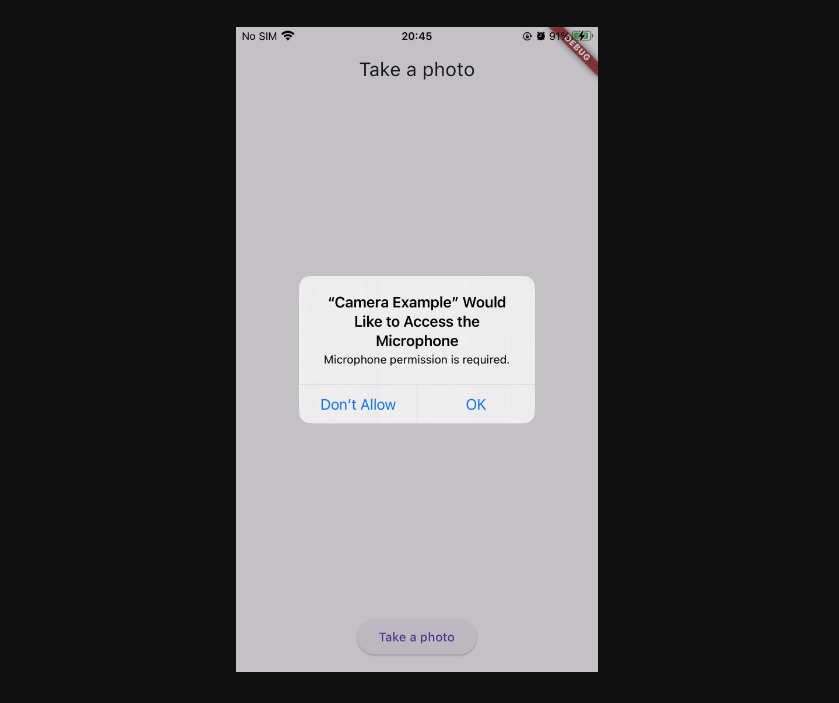 No SIM 20:45 91%
DEBUG
Take a photo
“Camera Example” Would
Like to Access the
Microphone
Microphone permission is required.
Don’t Allow OK
Take a photo